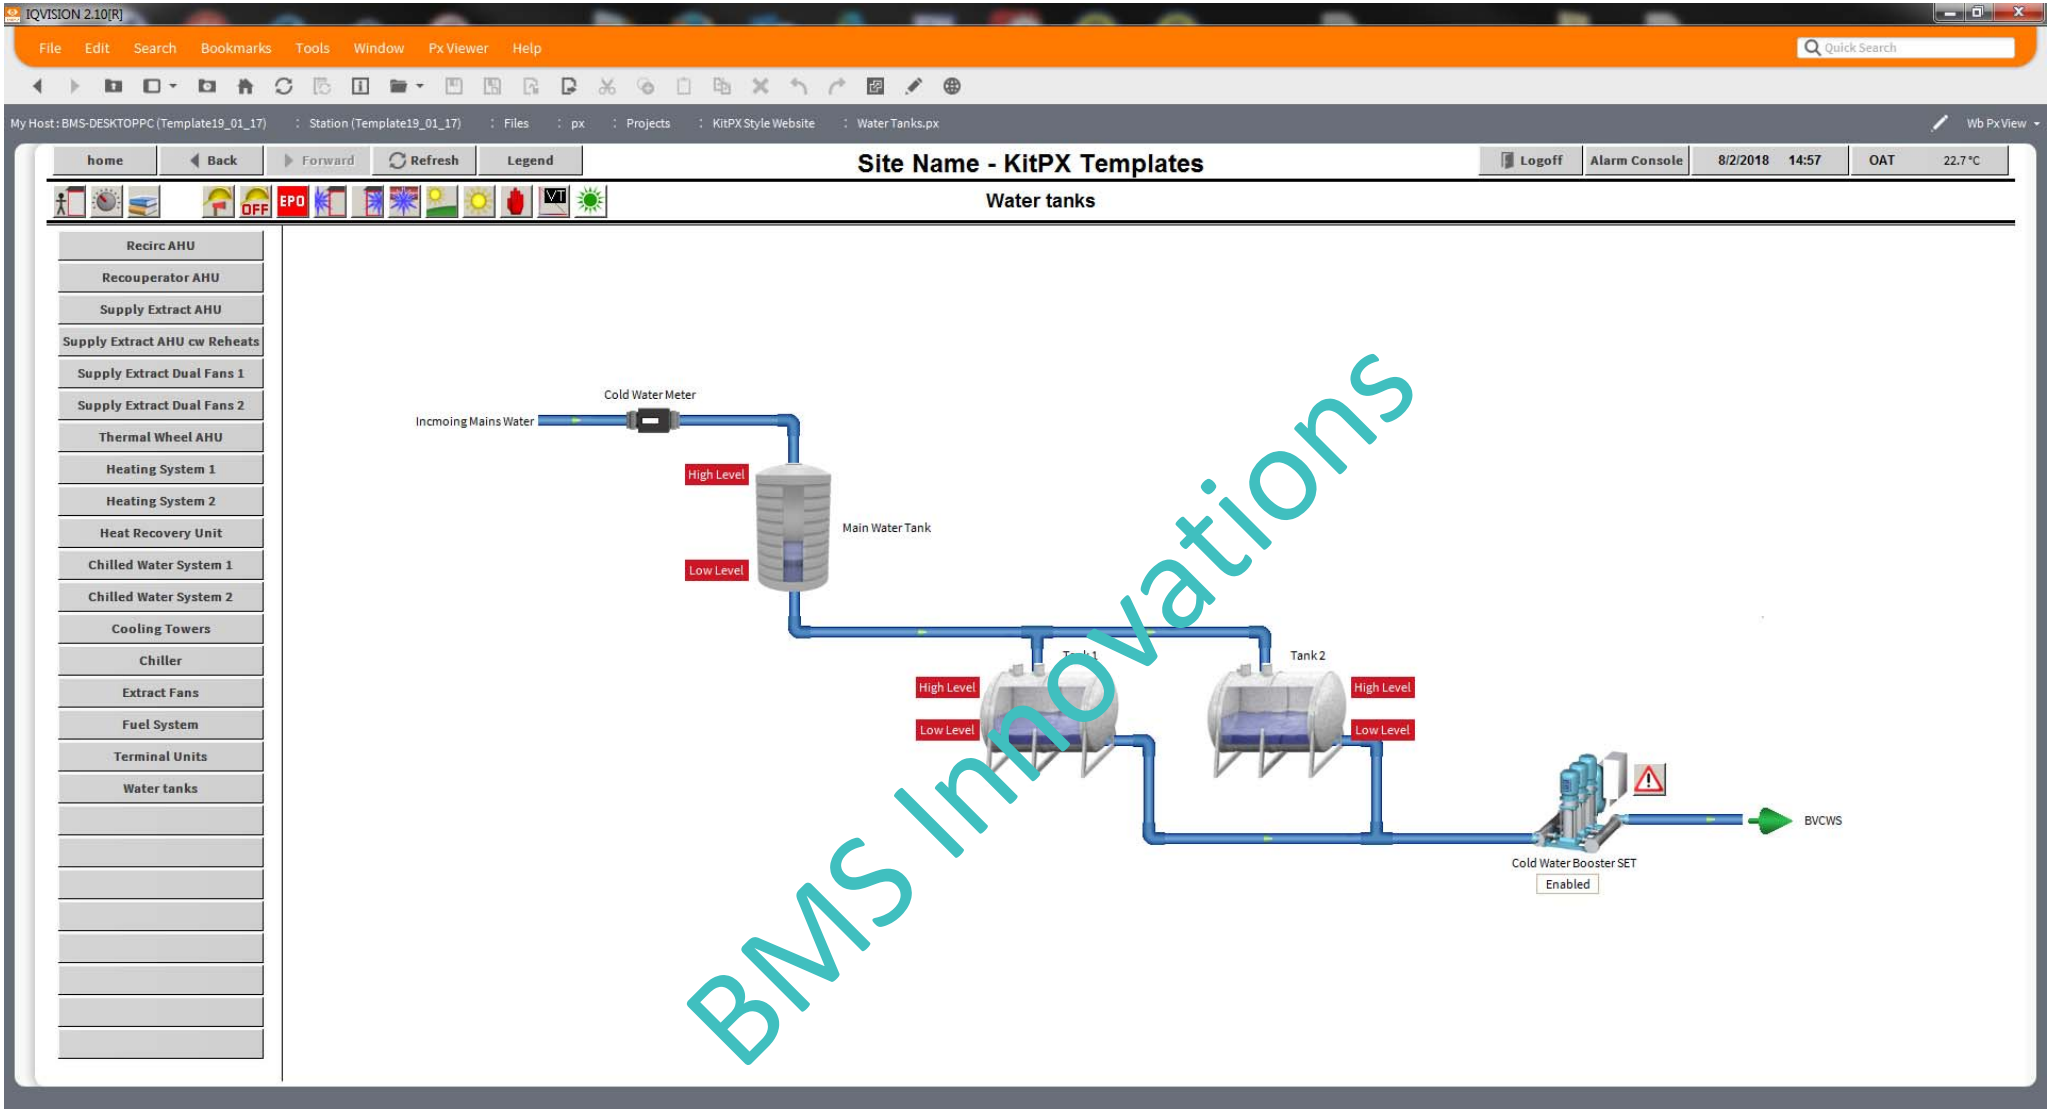 IQVISION 2.10[R]
File Edit Search Bookmarks Tools Window Px Viewer Help
Quick Search
My Host : BMS-DESKTOPPC (Template19_01_17) : Station (Template19_01_17) : Files : px : Projects : KitPX Style Website : WaterTanks.px
Wb Px View
home Back Forward Refresh Legend
Site Name - KitPX Templates
Logoff Alarm Console 8/2/2018 14:57 OAT 22.7 °C
OFF EPO VT
Water tanks
Recirc AHU
Recouperator AHU
Supply Extract AHU
Supply Extract AHU cw Reheats
Supply Extract Dual Fans 1
Supply Extract Dual Fans 2
Thermal Wheel AHU
Heating System 1
Heating System 2
Heat Recovery Unit
Chilled Water System 1
Chilled Water System 2
Cooling Towers
Chiller
Extract Fans
Fuel System
Terminal Units
Water tanks
Cold Water Meter
Incmoing Mains Water
High Level
Main Water Tank
Low Level
Tank 1
Tank 2
High Level
High Level
Low Level
Low Level
BVCWS
Cold Water Booster SET
Enabled
BMS Innovations